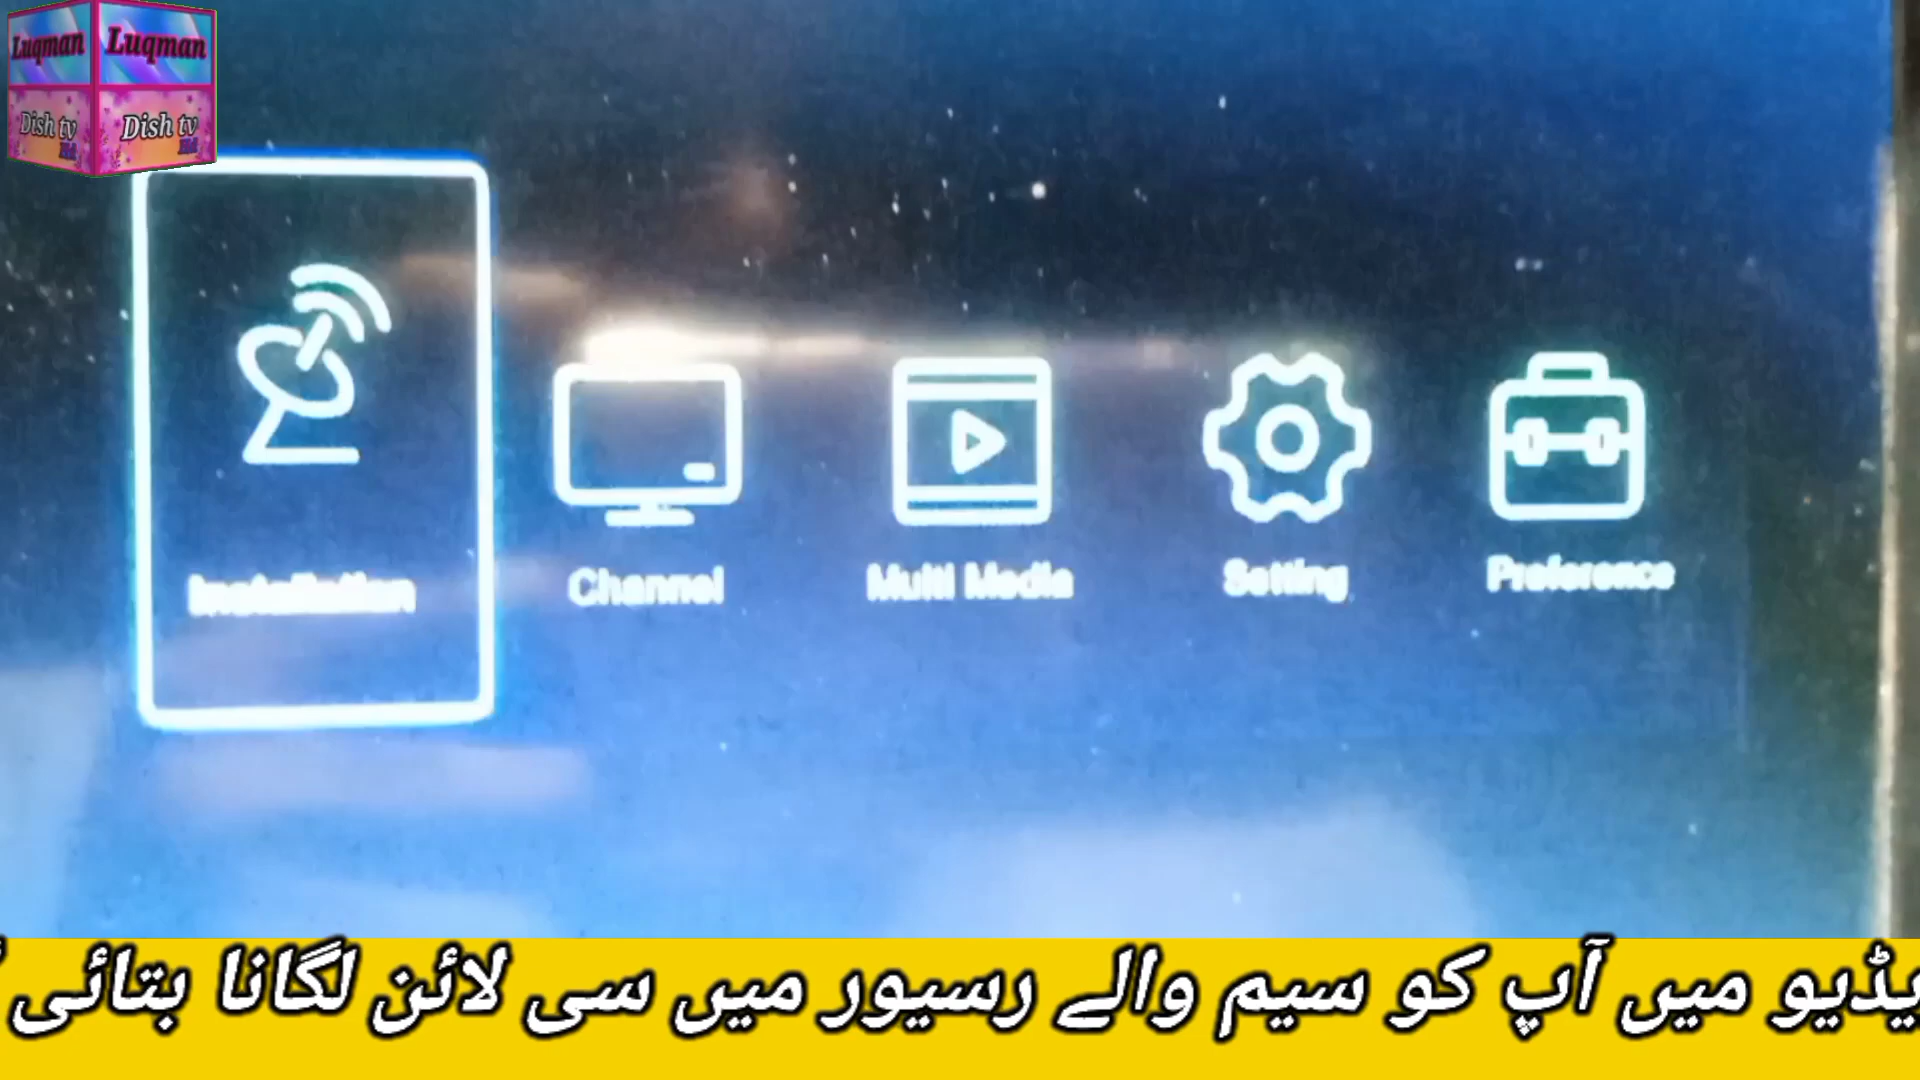 Luqman Luqman
Dish tv Dish tv
Installation
Channel
Multi Media
Setting
Preference
میں آپ کو سیم والے رسیور میں سی لائن لگانا بتائی